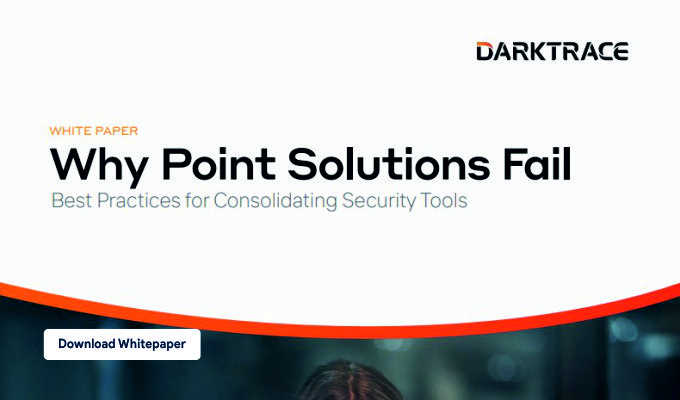 DARKTRACE
WHITE PAPER
Why Point Solutions Fail
Best Practices for Consolidating Security Tools
Download Whitepaper